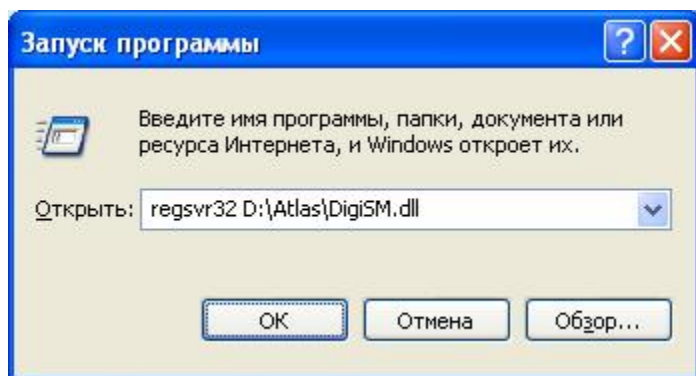 Запуск программы
Введите имя программы, папки, документа или
ресурса Интернета, и Windows откроет их.
Открыть: regsvr32 D:\Atlas\DigiSM.dll
ОК Отмена Обзор...